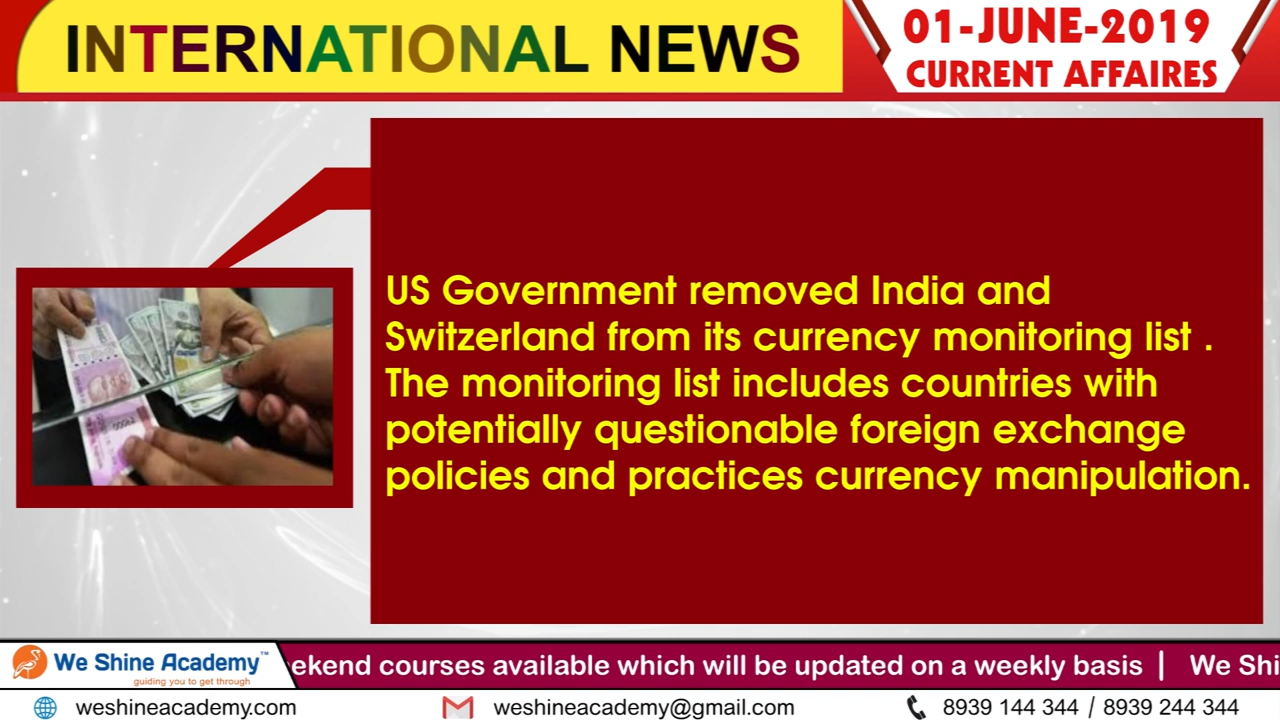 INTERNATIONAL NEWS
01-JUNE-2019
CURRENT AFFAIRES
US Government removed India and
Switzerland from its currency monitoring list .
The monitoring list includes countries with
potentially questionable foreign exchange
policies and practices currency manipulation.
We Shine Academy™
guiding you to get through
ekend courses available which will be updated on a weekly basis | We Shi
weshineacademy.com
weshineacademy@gmail.com
8939 144 344 / 8939 244 344